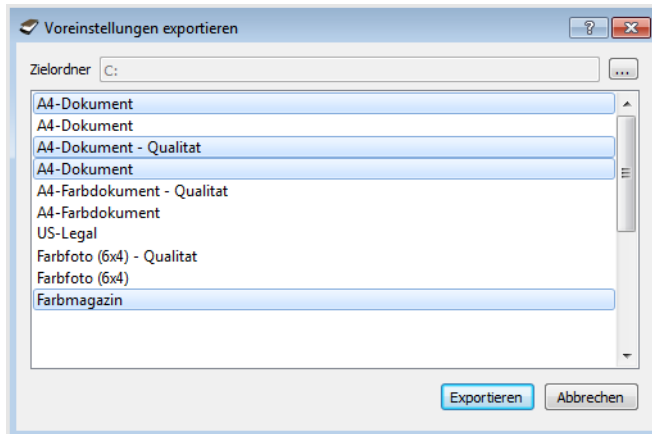 Voreinstellungen exportieren
Zielordner C:
...
A4-Dokument
A4-Dokument
A4-Dokument - Qualitat
A4-Dokument
A4-Farbdokument - Qualitat
A4-Farbdokument
US-Legal
Farbfoto (6x4) - Qualitat
Farbfoto (6x4)
Farbmagazin
Exportieren Abbrechen